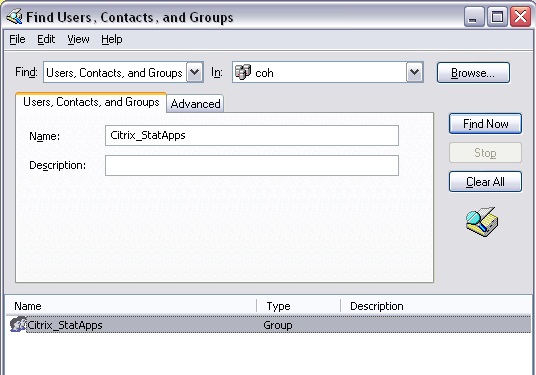 Find Users, Contacts, and Groups
File Edit View Help
Find: Users, Contacts, and Groups In: coh Browse...
Users, Contacts, and Groups Advanced
Name: Citrix_StatApps
Description:
Find Now
Stop
Clear All
Name Type Description
Citrix_StatApps Group